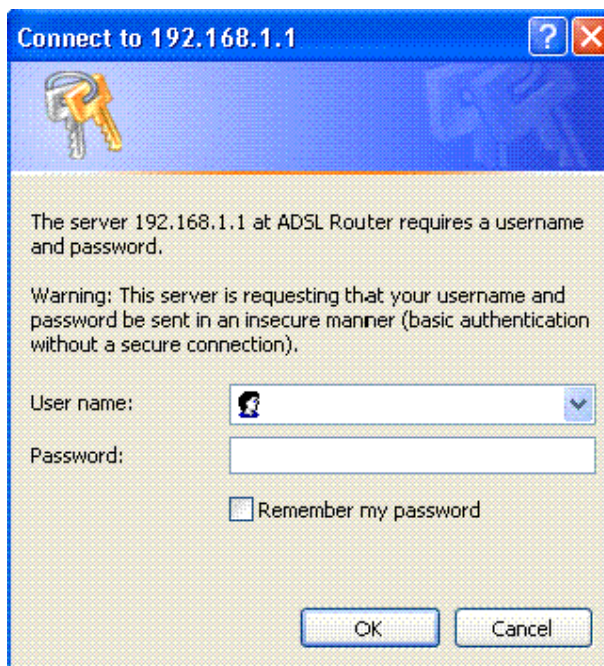 Connect to 192.168.1.1
The server 192.168.1.1 at ADSL Router requires a username
and password.
Warning: This server is requesting that your username and
password be sent in an insecure manner (basic authentication
without a secure connection).
User name:
Password:
Remember my password
OK
Cancel